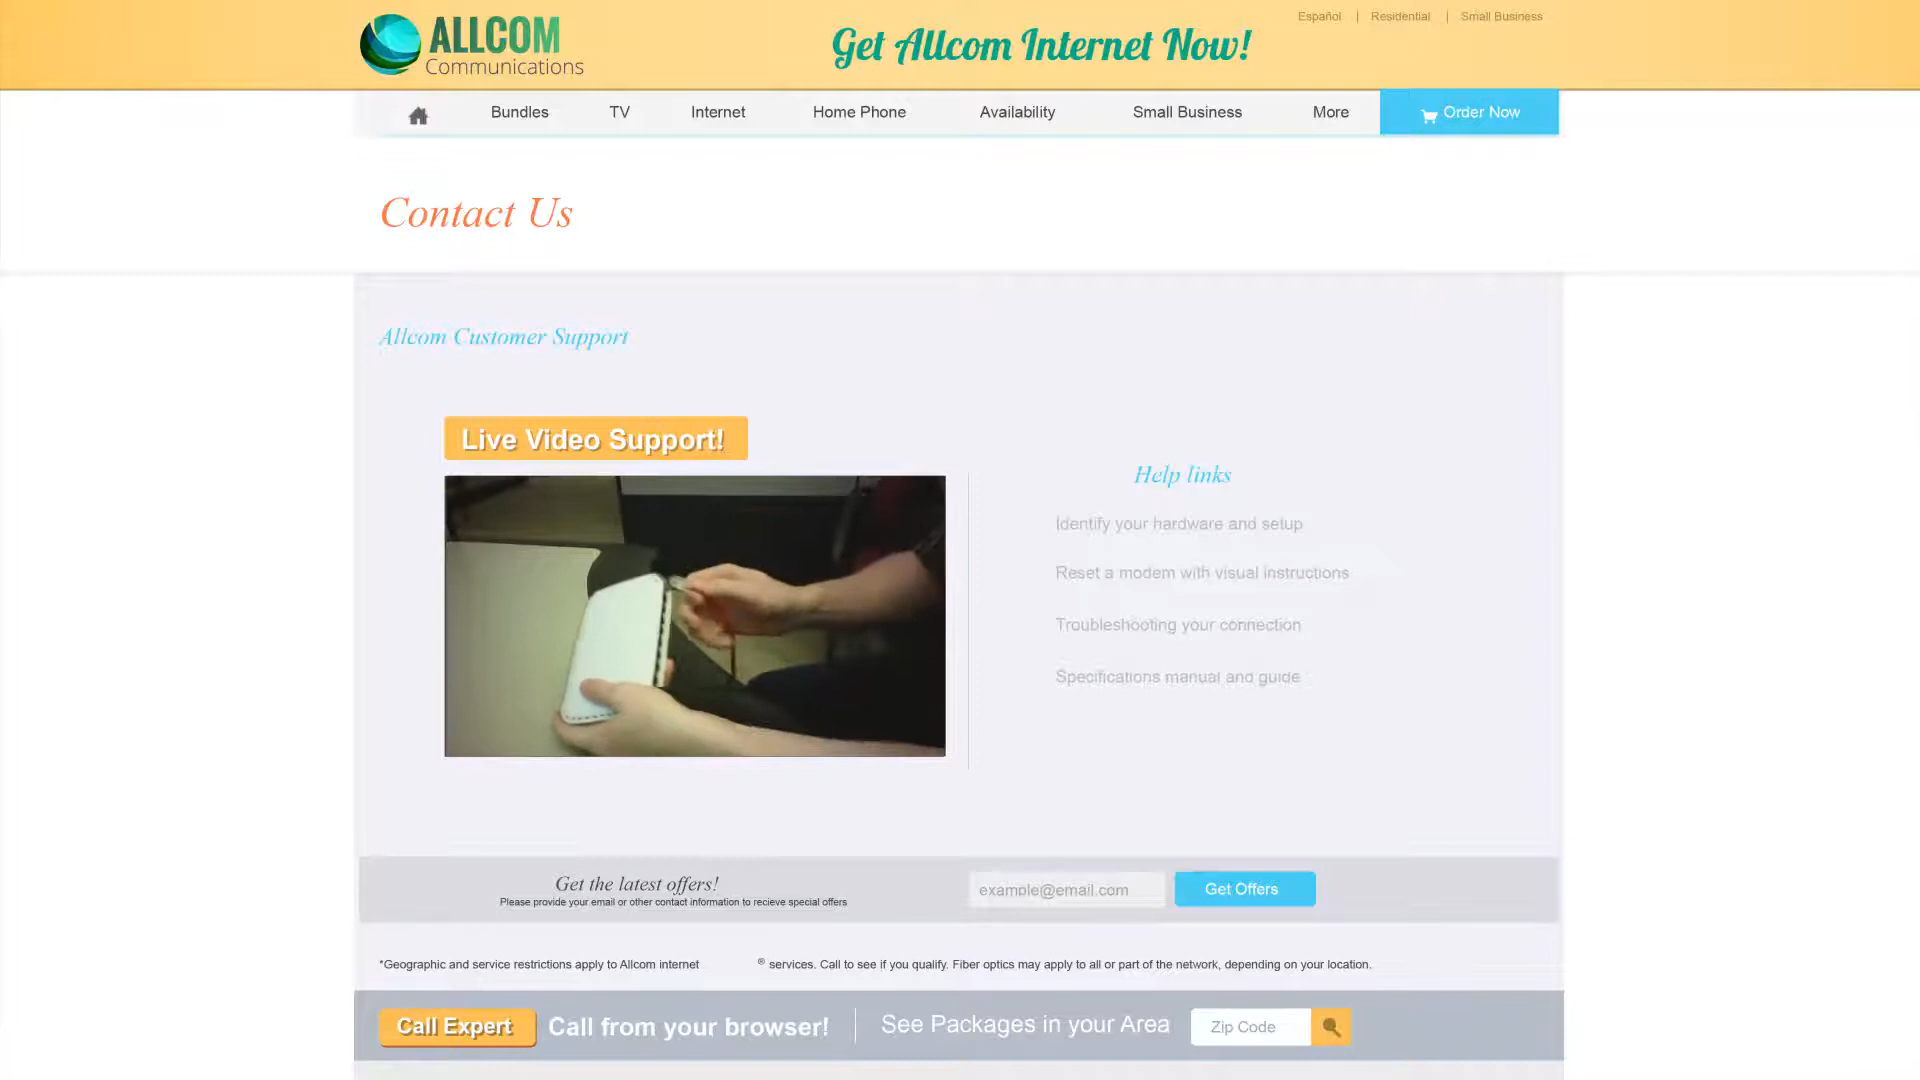 ALLCOM
Communications
Get Allcom Internet Now!
Español | Residential | Small Business
Bundles TV Internet Home Phone Availability Small Business More Order Now
Contact Us
Allcom Customer Support
Live Video Support!
Help links
Identify your hardware and setup
Reset a modem with visual instructions
Troubleshooting your connection
Specifications manual and guide
Get the latest offers!
Please provide your email or other contact information to recieve special offers
example@email.com Get Offers
*Geographic and service restrictions apply to Allcom internet ® services. Call to see if you qualify. Fiber optics may apply to all or part of the network, depending on your location.
Call Expert Call from your browser! See Packages in your Area Zip Code